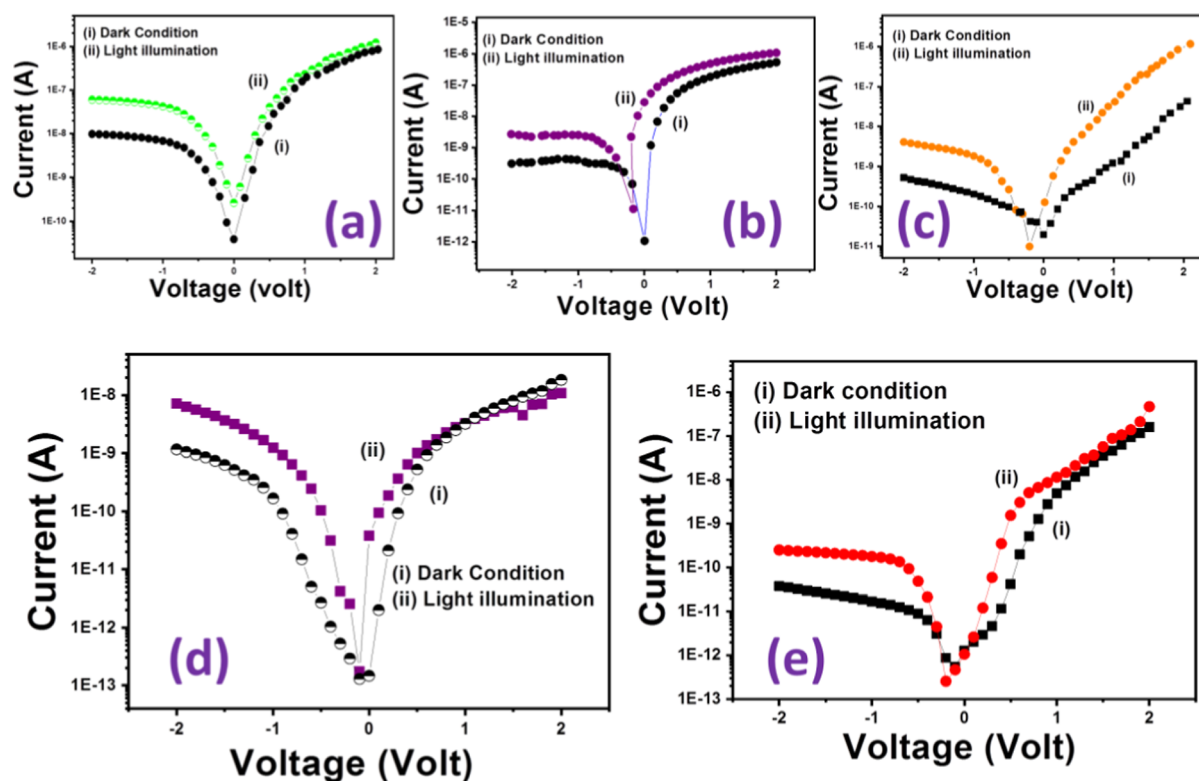 (i) Dark Condition
(ii) Light illumination
1E-6
1E-7
1E-8
1E-9
1E-10
Current (A)
(ii)
(i)
(a)
-2 -1 0 1 2
Voltage (volt)
1E-5
1E-6
1E-7
1E-8
1E-9
1E-10
1E-11
1E-12
Current (A)
(i) Dark Condition
(ii) Light illumination
(ii)
(i)
(b)
-2 -1 0 1 2
Voltage (Volt)
(i) Dark Condition
(ii) Light illumination
1E-6
1E-7
1E-8
1E-9
1E-10
1E-11
Current (A)
(ii)
(i)
(c)
-2 -1 0 1 2
Voltage (Volt)
1E-8
1E-9
1E-10
1E-11
1E-12
1E-13
Current (A)
(ii)
(i)
(i) Dark Condition
(ii) Light illumination
(d)
-2 -1 0 1 2
Voltage (Volt)
(i) Dark condition
(ii) Light illumination
1E-6
1E-7
1E-8
1E-9
1E-10
1E-11
1E-12
1E-13
Current (A)
(ii)
(i)
(e)
-2 -1 0 1 2
Voltage (Volt)